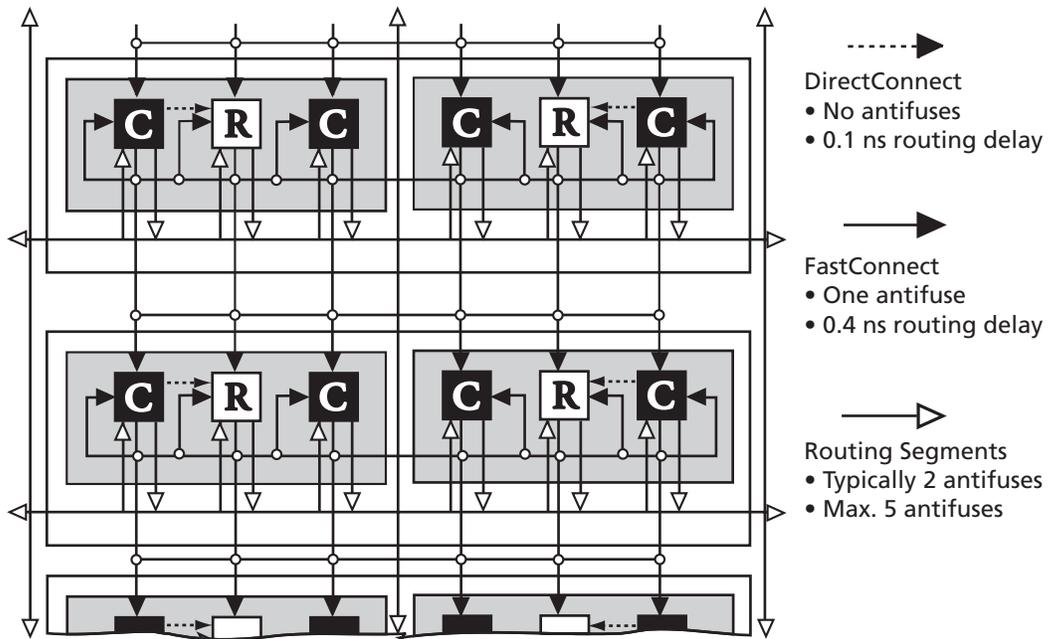 C R C C R C
DirectConnect
• No antifuses
• 0.1 ns routing delay
FastConnect
• One antifuse
• 0.4 ns routing delay
C R C C R C
Routing Segments
• Typically 2 antifuses
• Max. 5 antifuses